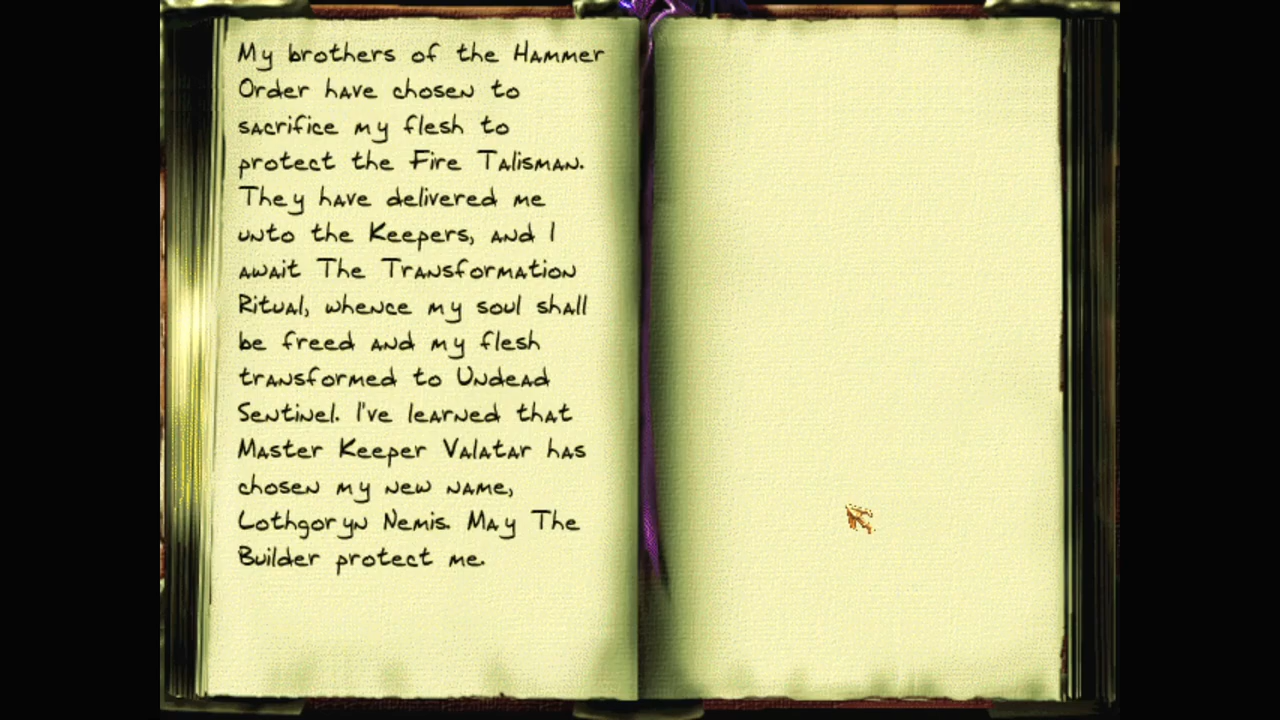 My brothers of the Hammer
Order have chosen to
sacrifice my flesh to
protect the Fire Talisman.
They have delivered me
unto the Keepers, and I
await The Transformation
Ritual, whence my soul shall
be freed and my flesh
transformed to Undead
Sentinel. I've learned that
Master Keeper Valatar has
chosen my new name,
Lothgoryn Nemis. May The
Builder protect me.